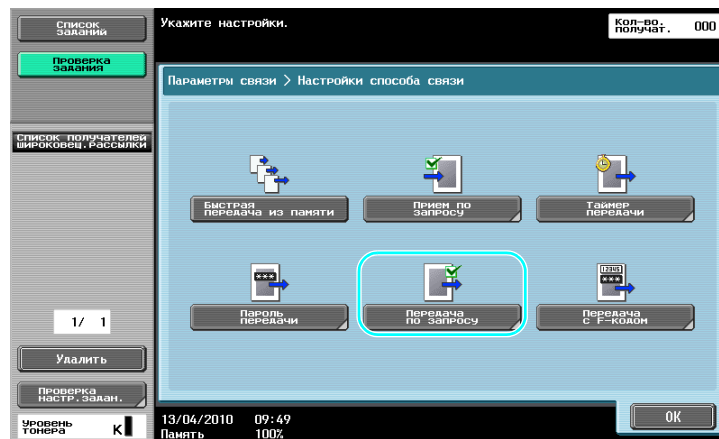 Список
заданий
Проверка
задания
Список получателей
широковещ.рассылки
1/ 1
Удалить
Проверка
настр.задан.
Уровень
тонера
K
Укажите настройки.
Кол-во.
получат.
000
Параметры связи > Настройки способа связи
Быстрая
передача из памяти
Прием по
запросу
Таймер
передачи
Пароль
передачи
Передача
по запросу
12345
Передача
с F-кодом
13/04/2010 09:49
Память 100%
OK